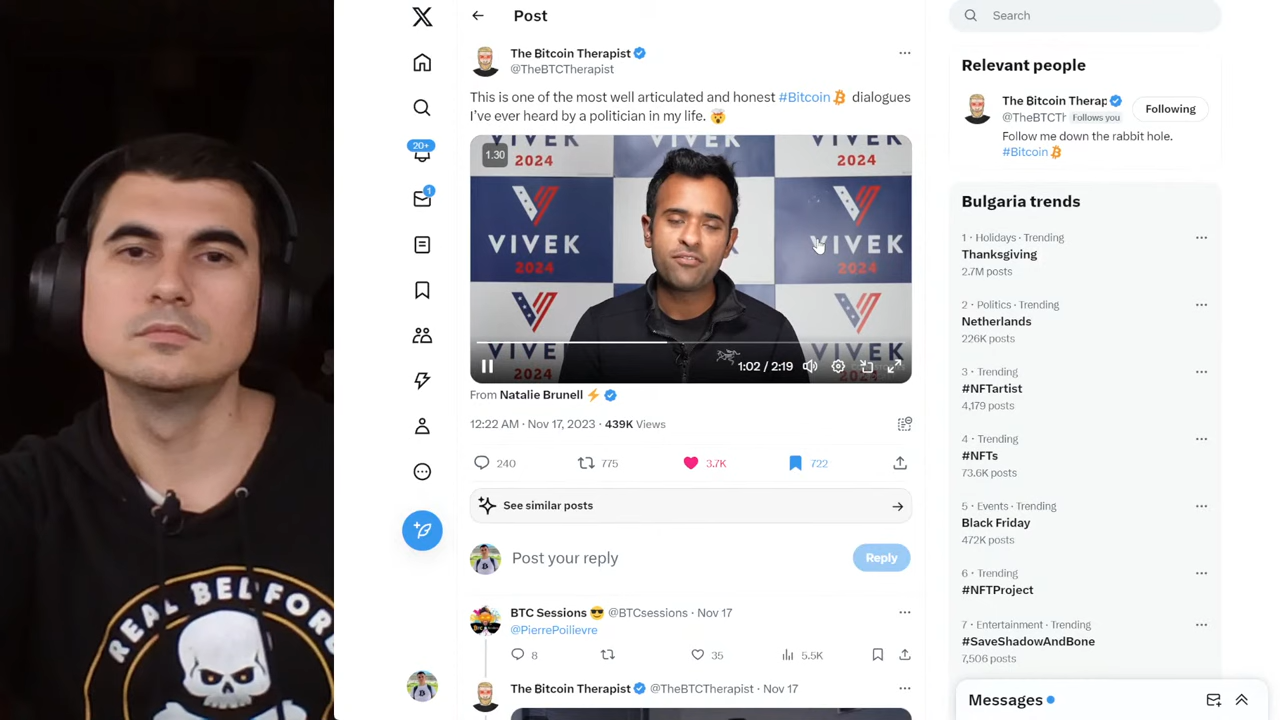 Post
Search
The Bitcoin Therapist
@TheBTCTherapist
This is one of the most well articulated and honest #Bitcoin dialogues
I've ever heard by a politician in my life.
1.30
2024
2024
VIVEK
2024
VIVEK
2024
VIVEK
2024
1:02 / 2:19
From Natalie Brunell
12:22 AM · Nov 17, 2023 · 439K Views
240
775
3.7K
722
See similar posts
Post your reply
Reply
BTC Sessions @BTCsessions · Nov 17
@PierrePoilievre
8
35
5.5K
The Bitcoin Therapist @TheBTCTherapist · Nov 17
20+
1
Relevant people
The Bitcoin Therap
@TheBTCTh Follows you
Following
Follow me down the rabbit hole.
#Bitcoin
Bulgaria trends
1 · Holidays · Trending
Thanksgiving
2.7M posts
2 · Politics · Trending
Netherlands
226K posts
3 · Trending
#NFTartist
4,179 posts
4 · Trending
#NFTs
73.6K posts
5 · Events · Trending
Black Friday
472K posts
6 · Trending
#NFTProject
7 · Entertainment · Trending
#SaveShadowAndBone
7,506 posts
Messages
REAL BEDFOR